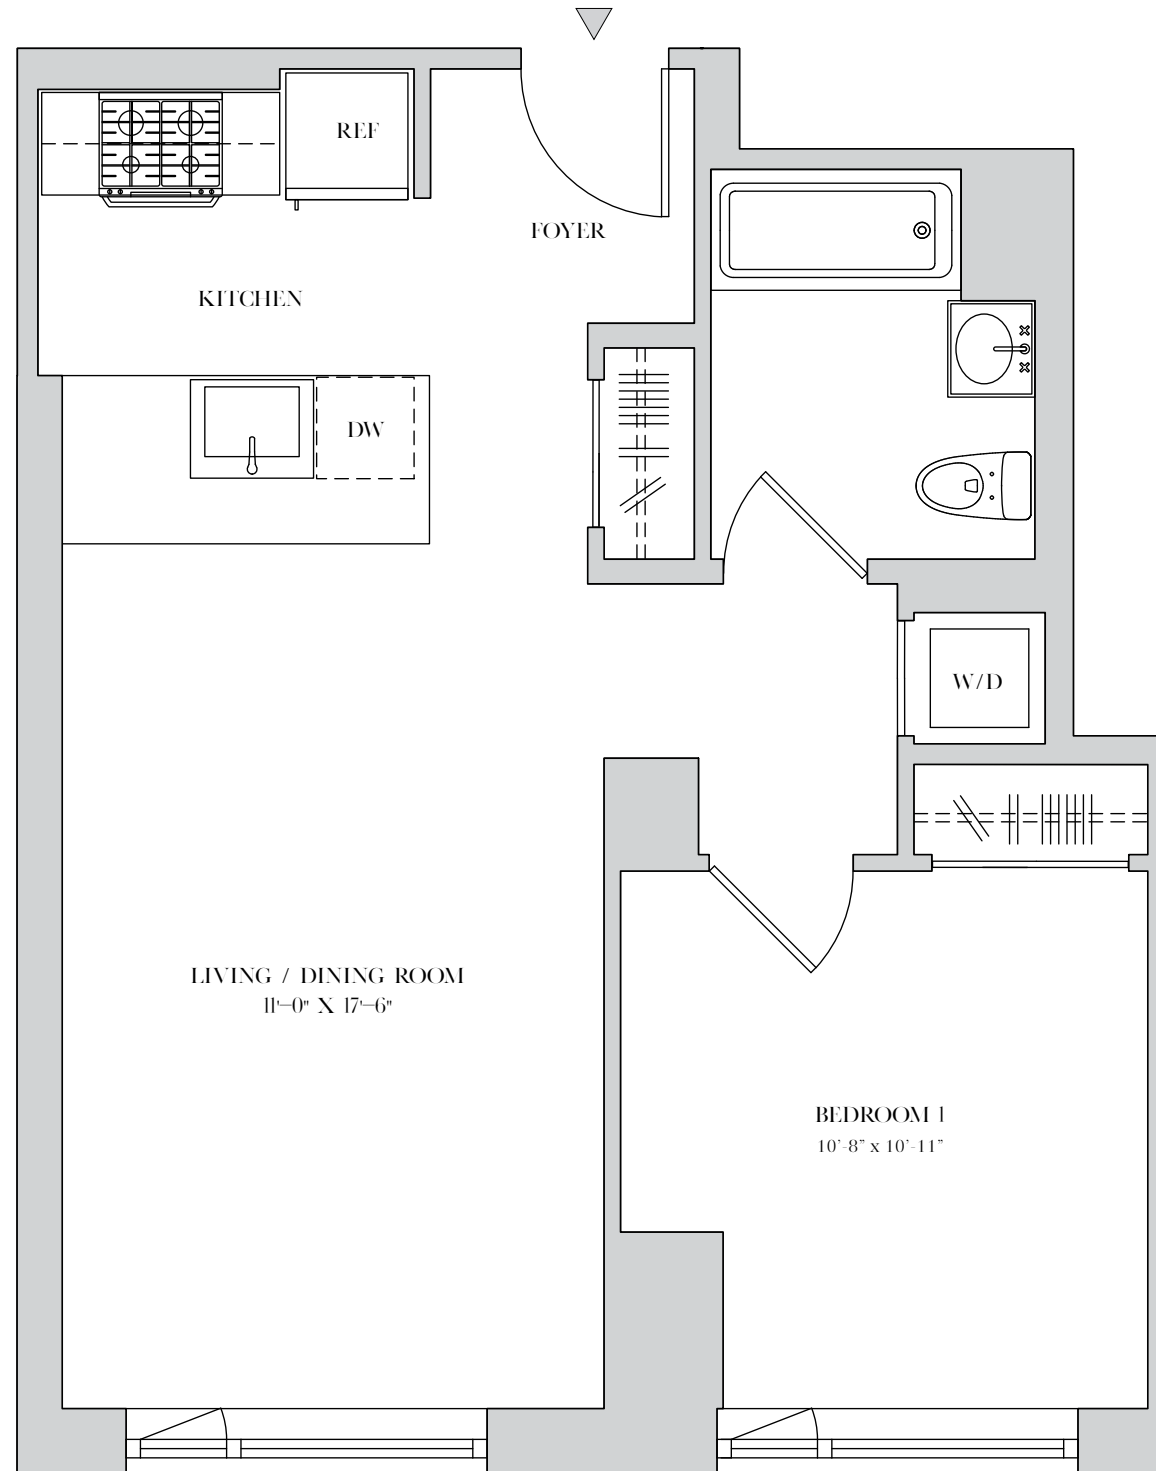 REF
FOYER
KITCHEN
DW
W/D
LIVING / DINING ROOM
11'-0" X 17'-6"
BEDROOM 1
10'-8" x 10'-11"